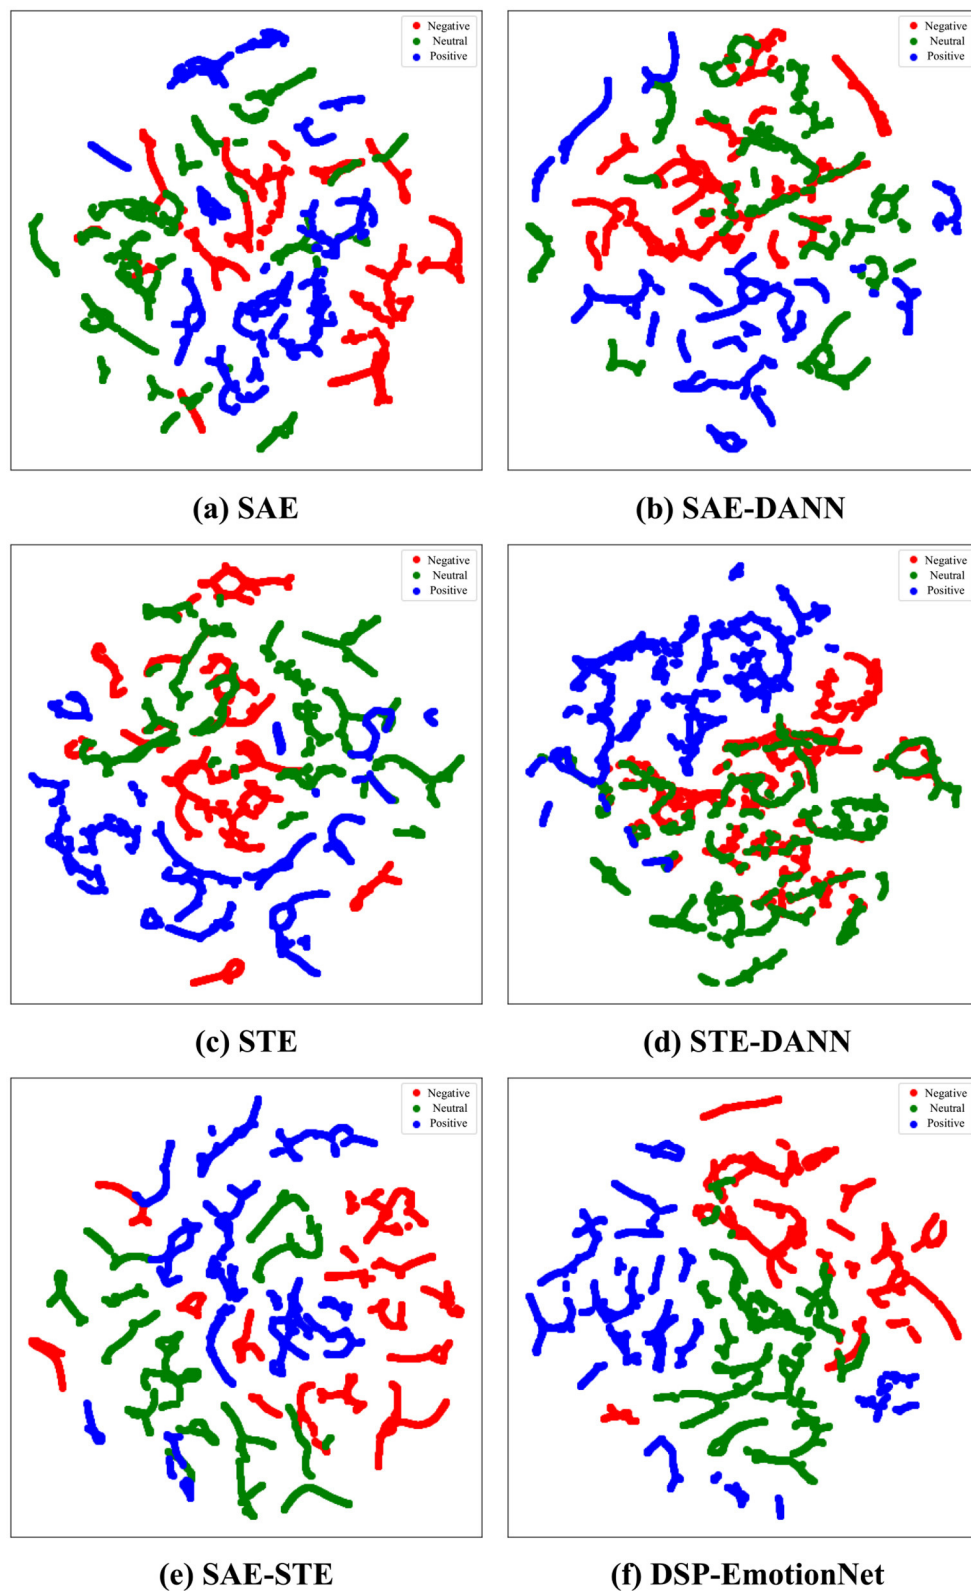 Negative
Neutral
Positive
Negative
Neutral
Positive
(a) SAE
(b) SAE-DANN
Negative
Neutral
Positive
Negative
Neutral
Positive
(c) STE
(d) STE-DANN
Negative
Neutral
Positive
Negative
Neutral
Positive
(e) SAE-STE
(f) DSP-EmotionNet